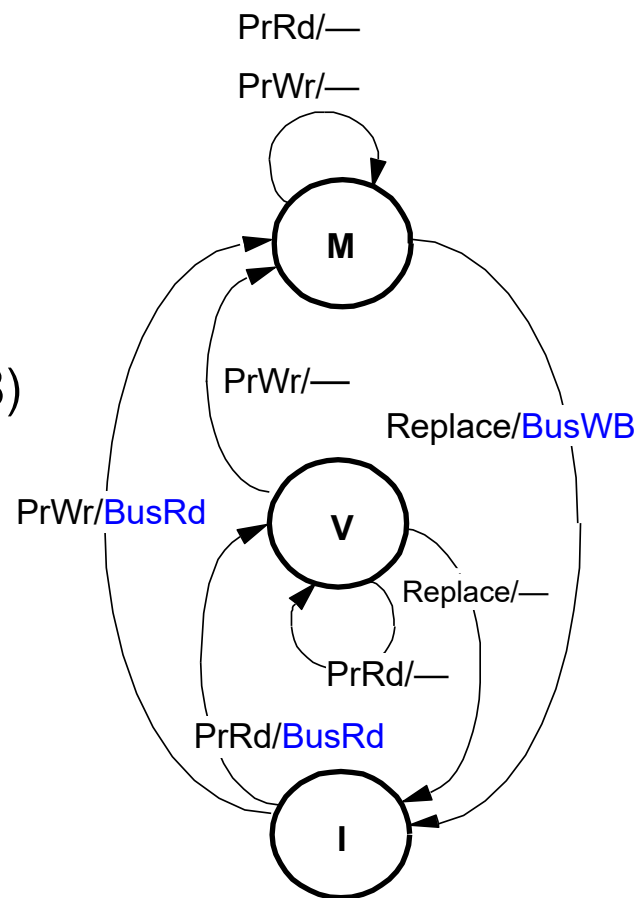 PrRd/—
PrWr/—
M
PrWr/—
)
Replace/BusWB
PrWr/BusRd
V
Replace/—
PrRd/—
PrRd/BusRd
I